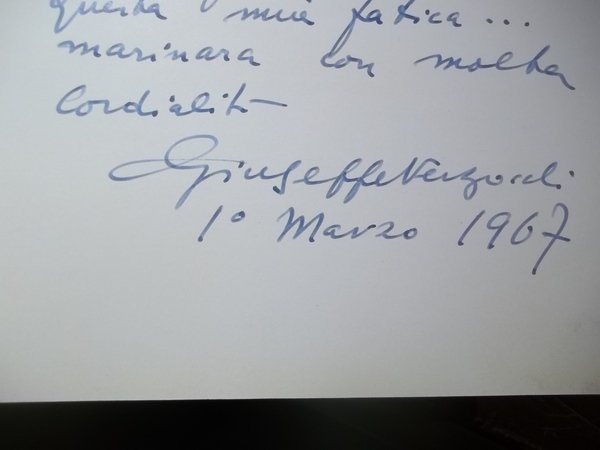 questa mia fatica...
marinara con molta
Cordialità
Giuseppe Verzocchi
1° Marzo 1967